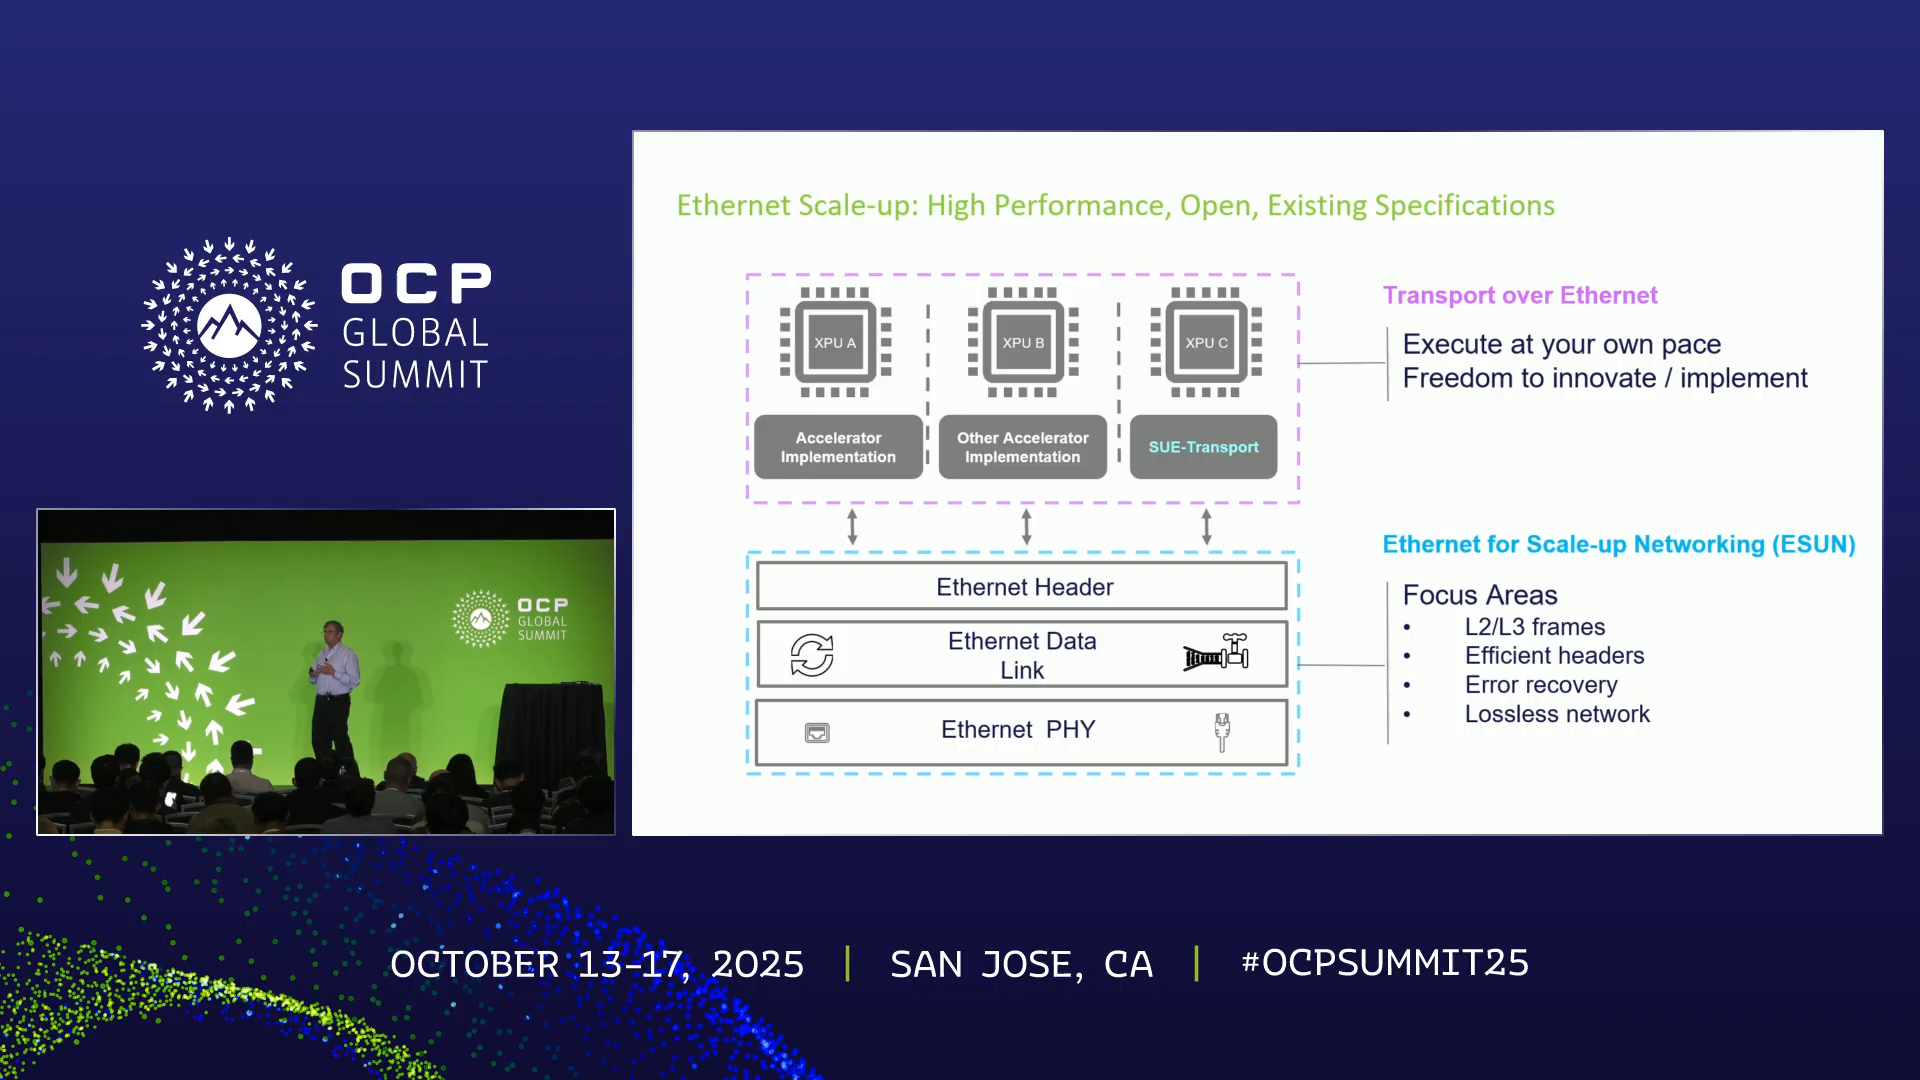 OCP
GLOBAL
SUMMIT
Ethernet Scale-up: High Performance, Open, Existing Specifications
XPU A
XPU B
XPU C
Accelerator
Implementation
Other Accelerator
Implementation
SUE-Transport
Transport over Ethernet
Execute at your own pace
Freedom to innovate / implement
Ethernet Header
Ethernet Data
Link
Ethernet PHY
Ethernet for Scale-up Networking (ESUN)
Focus Areas
• L2/L3 frames
• Efficient headers
• Error recovery
• Lossless network
OCP
GLOBAL
SUMMIT
OCTOBER 13-17, 2025 | SAN JOSE, CA | #OCPSUMMIT25